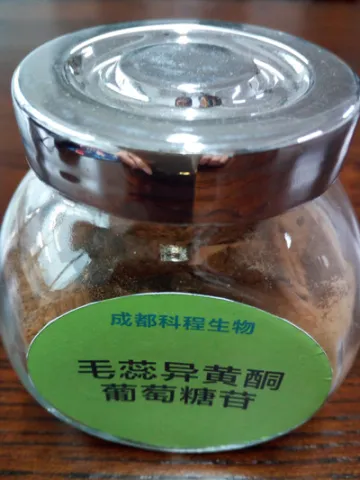 成都科程生物
毛蕊异黄酮
葡萄糖苷